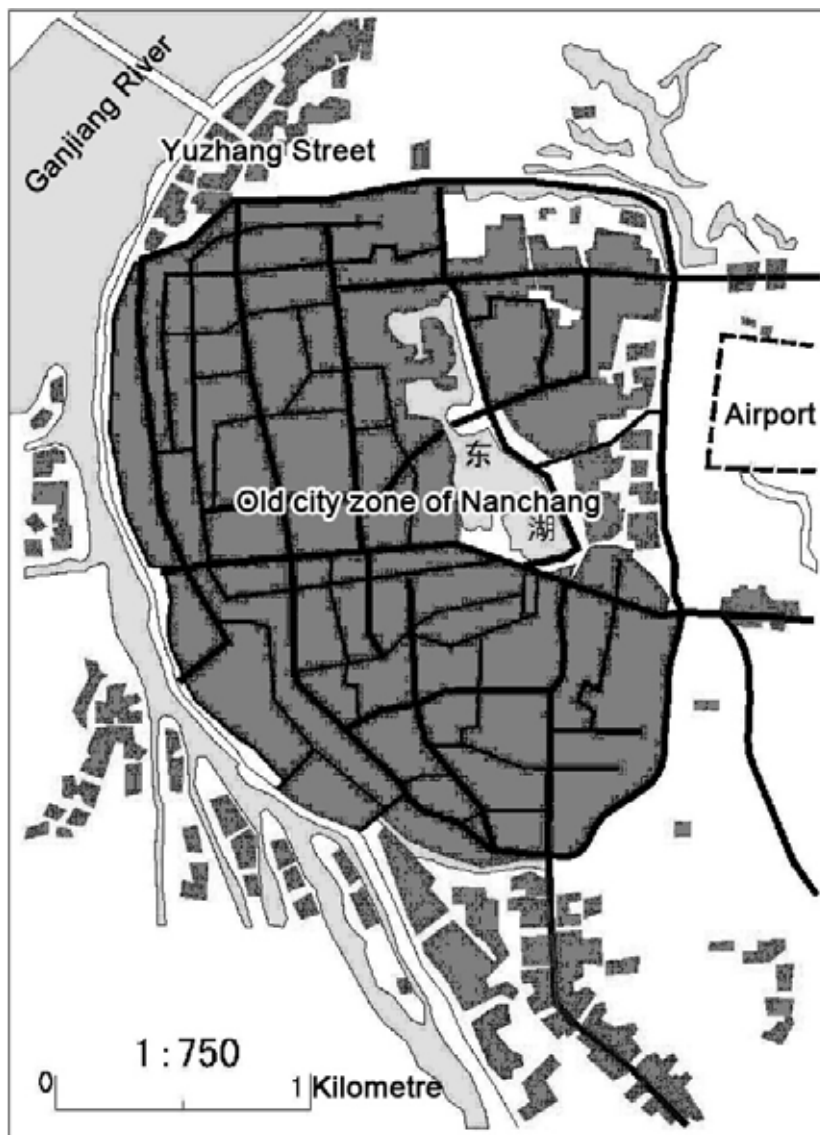 Ganjiang River
Yuzhang Street
Airport
东
Old city zone of Nanchang
湖
1:750
0
1 Kilometre